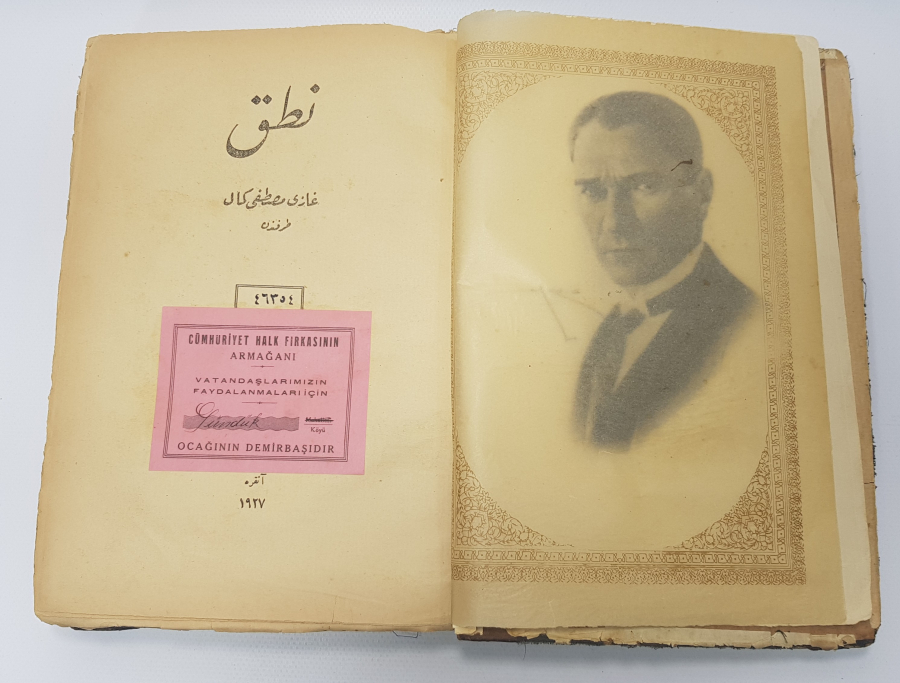 نطق
غازی مصطفی کمال
طرفندن
٤٦٣٥٤
CÜMHURİYET HALK FIRKASININ
ARMAĞANI
VATANDAŞLARIMIZIN
FAYDALANMALARI İÇİN
Köyü
OCAĞININ DEMİRBAŞIDIR
آنقره
١٩٢٧